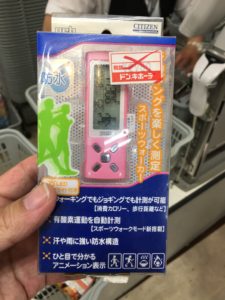 CITIZEN
防水
ドンキホーテ
ングを楽しく測定
スポーツウォーカー
ウォーキングでもジョギングでも計測が可能
【消費カロリー、歩行距離など】
有酸素運動を自動計測
(スポーツウォークモード新搭載)
汗や雨に強い防水構造
ひと目で分かる
アニメーション表示